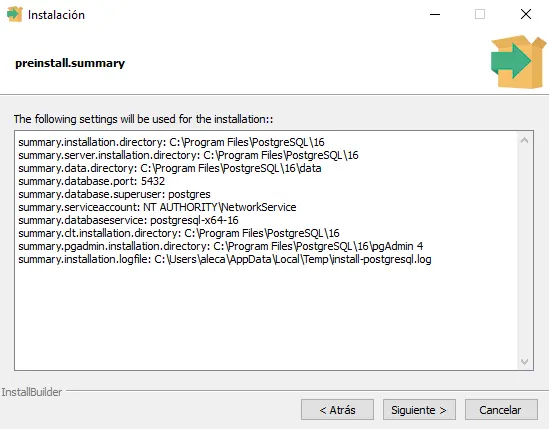 Instalación
preinstall.summary
The following settings will be used for the installation::
summary.installation.directory: C:\Program Files\PostgreSQL\16
summary.server.installation.directory: C:\Program Files\PostgreSQL\16
summary.data.directory: C:\Program Files\PostgreSQL\16\data
summary.database.port: 5432
summary.database.superuser: postgres
summary.serviceaccount: NT AUTHORITY\NetworkService
summary.databaseservice: postgresql-x64-16
summary.clt.installation.directory: C:\Program Files\PostgreSQL\16
summary.pgadmin.installation.directory: C:\Program Files\PostgreSQL\16\pgAdmin 4
summary.installation.logfile: C:\Users\aleca\AppData\Local\Temp\install-postgresql.log
InstallBuilder
< Atrás
Siguiente >
Cancelar